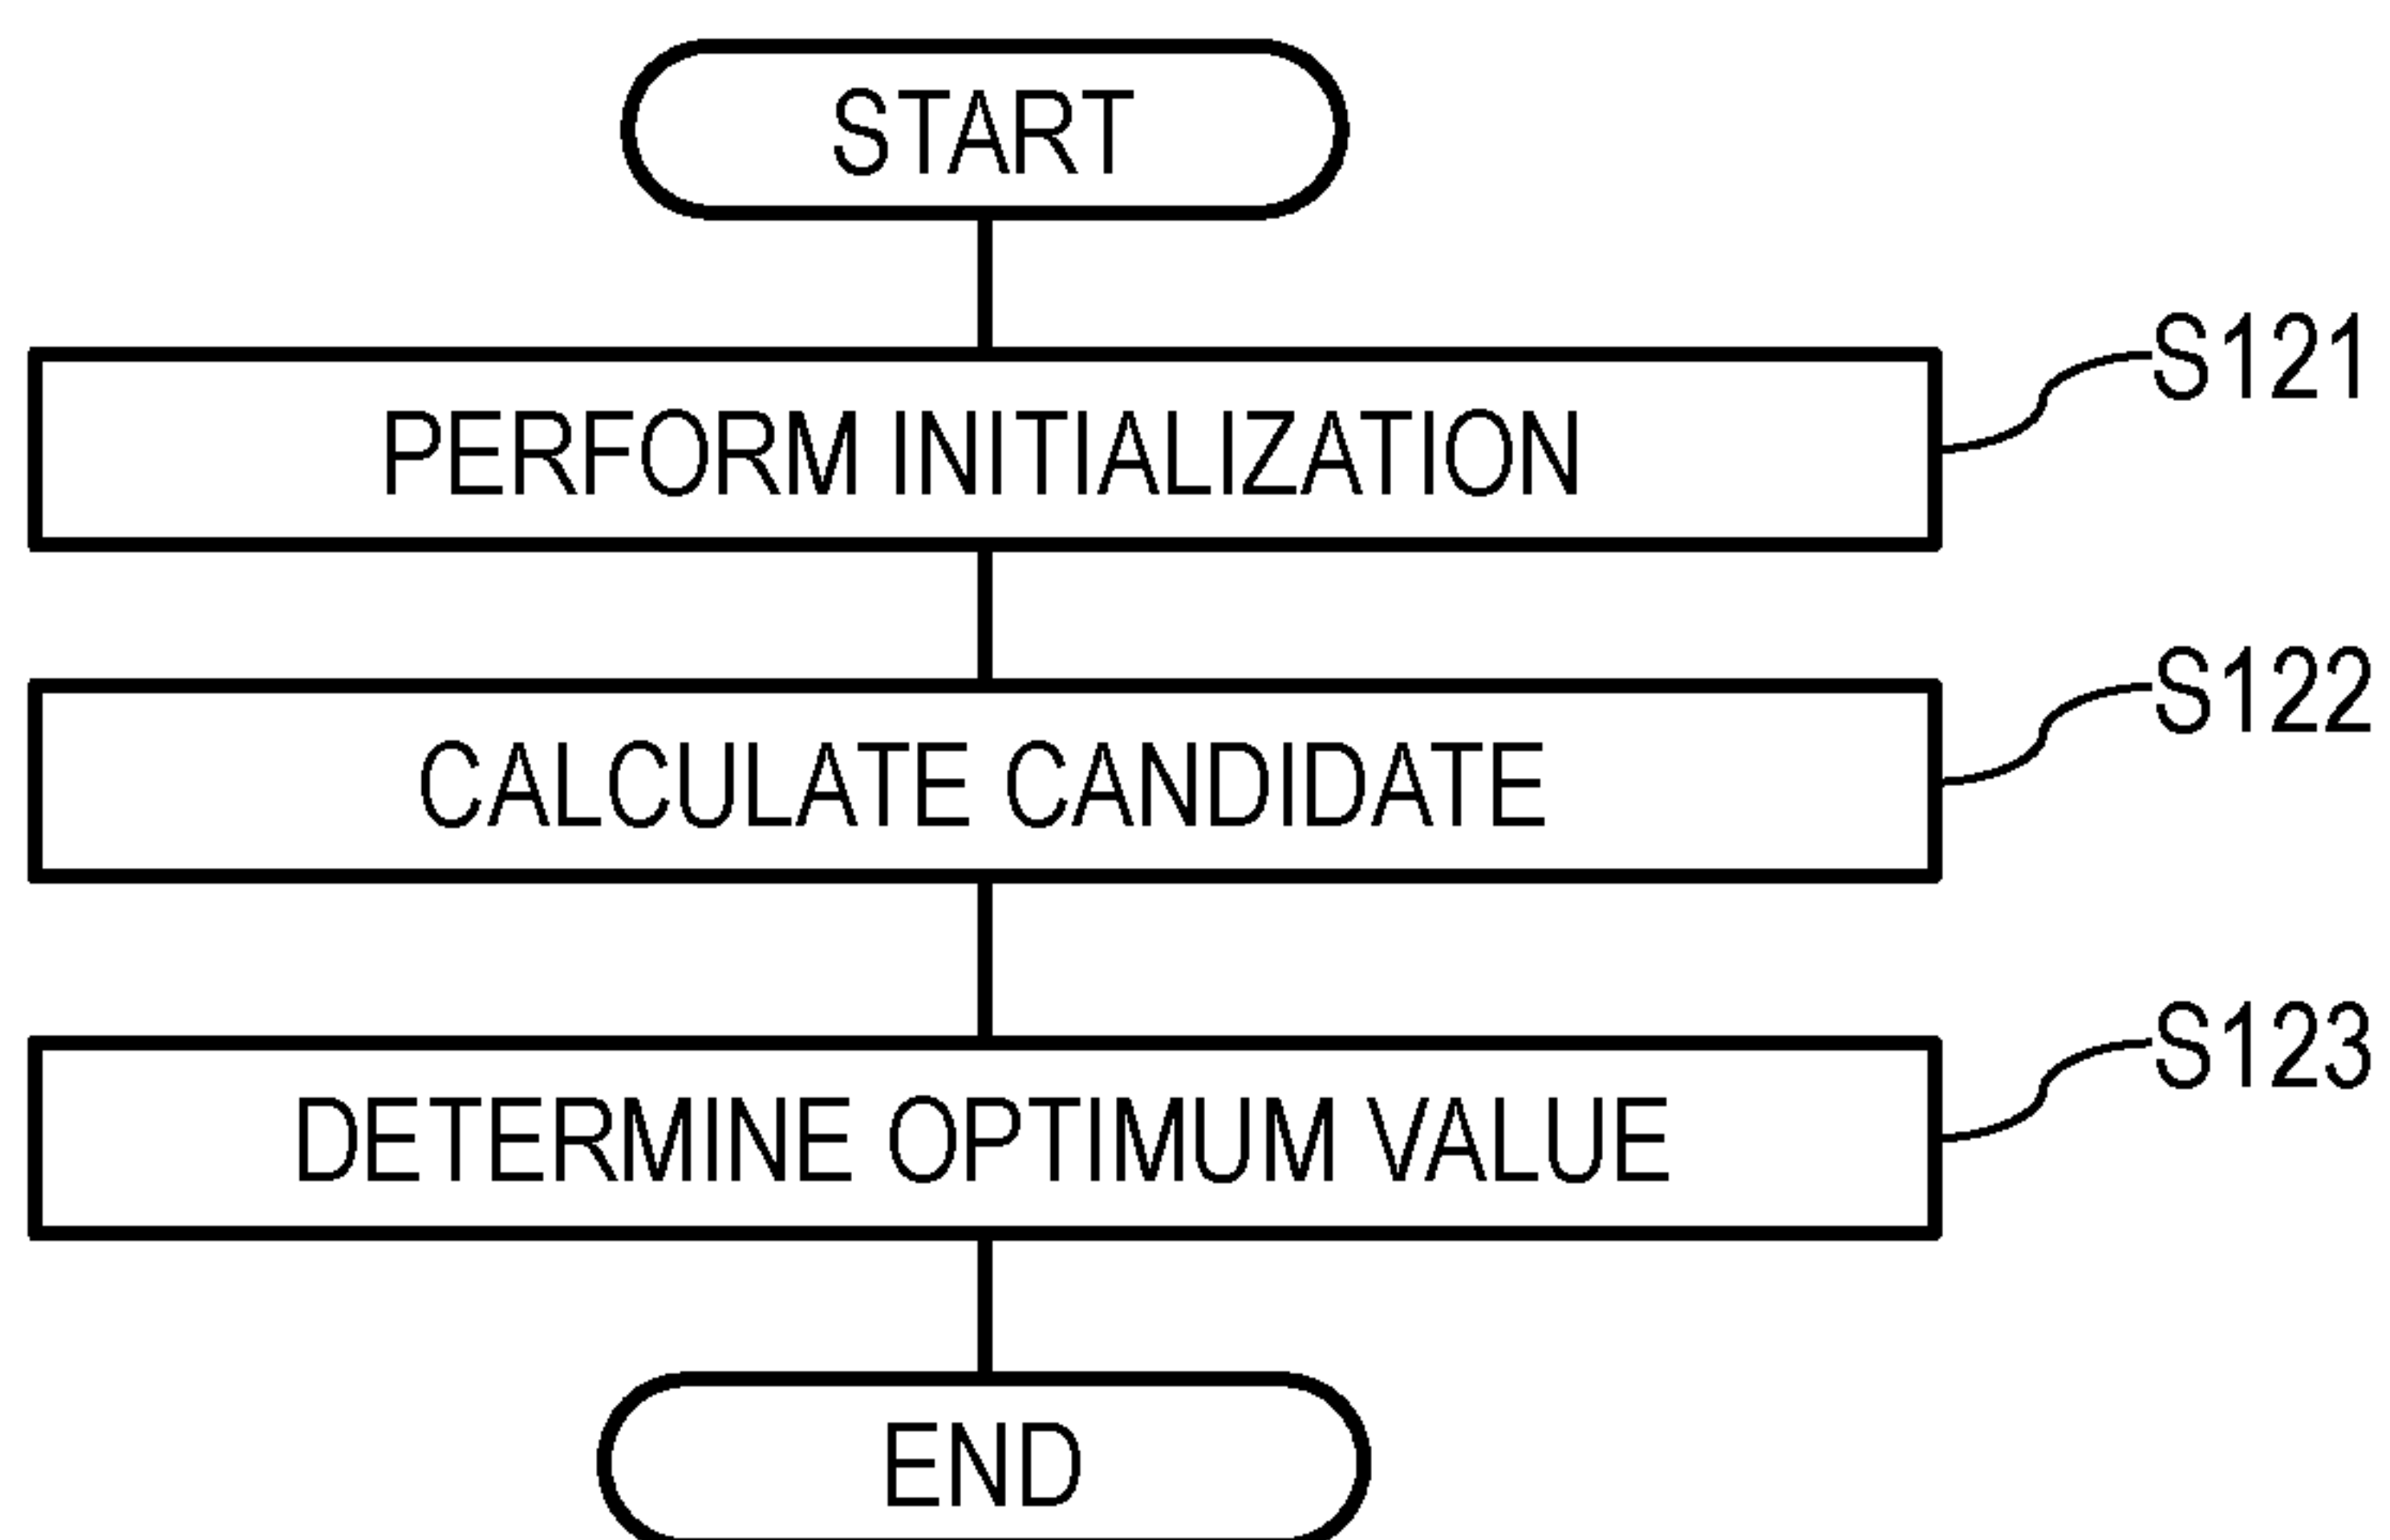 START
PERFORM INITIALIZATION
S121
CALCULATE CANDIDATE
S122
DETERMINE OPTIMUM VALUE
S123
END